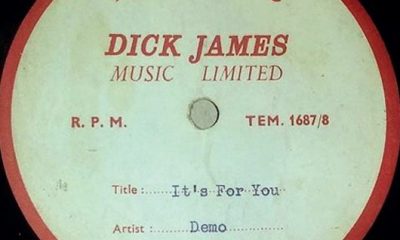 DICK JAMES
MUSIC LIMITED
R. P. M. TEM. 1687/8
Title :...... It's For You
Artist :...... Demo ..............